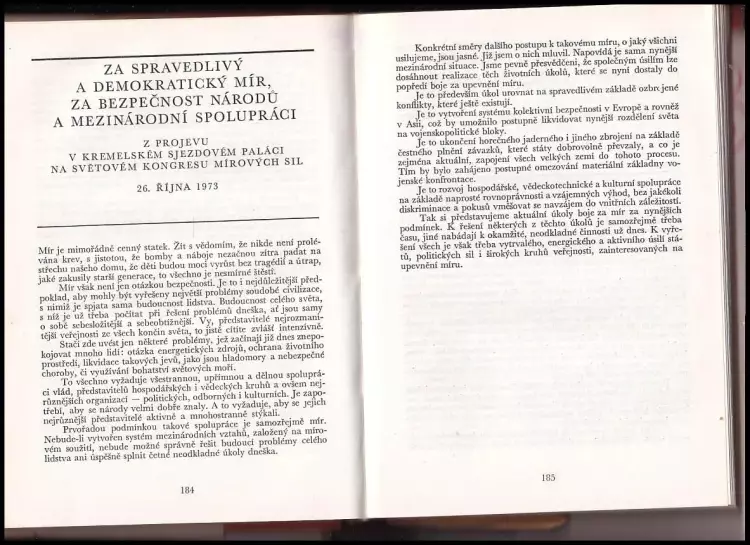 ZA SPRAVEDLIVÝ
A DEMOKRATICKÝ MÍR,
ZA BEZPEČNOST NÁRODŮ
A MEZINÁRODNÍ SPOLUPRÁCI
Z PROJEVU
V KREMELSKÉM SJEZDOVÉM PALÁCI
NA SVĚTOVÉM KONGRESU MÍROVÝCH SIL
26. ŘÍJNA 1973
Mír je mimořádně cenný statek. Žít s vědomím, že nikde není prolé-
vána krev, s jistotou, že bomby a náboje nezačnou zítra padat na
střechu našeho domu, že děti budou moci vyrůst bez tragédií a útrap,
jaké zakusily starší generace, to všechno je nesmírné štěstí.
Mír však není jen otázkou bezpečnosti. Je to i nejdůležitější před-
poklad, aby mohly být vyřešeny největší problémy soudobé civilizace,
s nimiž je spjata sama budoucnost lidstva. Budoucnost celého světa,
s níž je už třeba počítat při řešení problémů dneška, ať jsou samy
o sobě sebesložitější a sebeobtížnější. Vy, představitelé nejrozmani-
tější veřejnosti ze všech končin světa, to jistě cítíte zvlášť intenzívně.
Stačí zde uvést jen některé problémy, jež začínají již dnes znepo-
kojovat mnoho lidí: otázka energetických zdrojů, ochrana životního
prostředí, likvidace takových jevů, jako jsou hladomory a nebezpečné
choroby, či využívání bohatství světových moří.
To všechno vyžaduje všestrannou, upřímnou a dělnou spoluprá-
ci vlád, představitelů hospodářských i vědeckých kruhů a ovšem nej-
různějších organizací — politických, odborných i kulturních. Je zapo-
třebí, aby se národy velmi dobře znaly. A to vyžaduje, aby se jejich
nejrůznější představitelé aktivně a mnohostranně stýkali.
Prvořadou podmínkou takové spolupráce je samozřejmě mír.
Nebude-li vytvořen systém mezinárodních vztahů, založený na míro-
vém soužití, nebude možné správně řešit budoucí problémy celého
lidstva ani úspěšně splnit četné neodkladné úkoly dneška.
184
Konkrétní směry dalšího postupu k takovému míru, o jaký všichni
usilujeme, jsou jasné. Již jsem o nich mluvil. Napovídá je sama nynější
mezinárodní situace. Jsme pevně přesvědčeni, že společným úsilím lze
dosáhnout realizace těch životních úkolů, které se nyní dostaly do
popředí boje za upevnění míru.
Je to především úkol urovnat na spravedlivém základě ozbrojené
konflikty, které ještě existují.
Je to vytvoření systému kolektivní bezpečnosti v Evropě a rovněž
v Asii, což by umožnilo postupně likvidovat nynější rozdělení světa
na vojenskopolitické bloky.
Je to ukončení horečného jaderného i jiného zbrojení na základě
čestného plnění závazků, které státy dobrovolně převzaly, a co je
zejména aktuální, zapojení všech velkých zemí do tohoto procesu.
Tím by bylo zahájeno postupné omezování materiální základny vo-
jenské konfrontace.
Je to rozvoj hospodářské, vědeckotechnické a kulturní spolupráce
na základě naprosté rovnoprávnosti a vzájemných výhod, bez jakékoli
diskriminace a pokusů vměšovat se navzájem do vnitřních záležitostí.
Tak si představujeme aktuální úkoly boje za mír za nynějších
podmínek. K řešení některých z těchto úkolů je samozřejmě třeba
času, jiné nabádají k okamžité, neodkladné činnosti už dnes. K vyře-
šení všech je však třeba vytrvalého, energického a aktivního úsilí stá-
tů, politických sil i širokých kruhů veřejnosti, zainteresovaných na
upevnění míru.
185